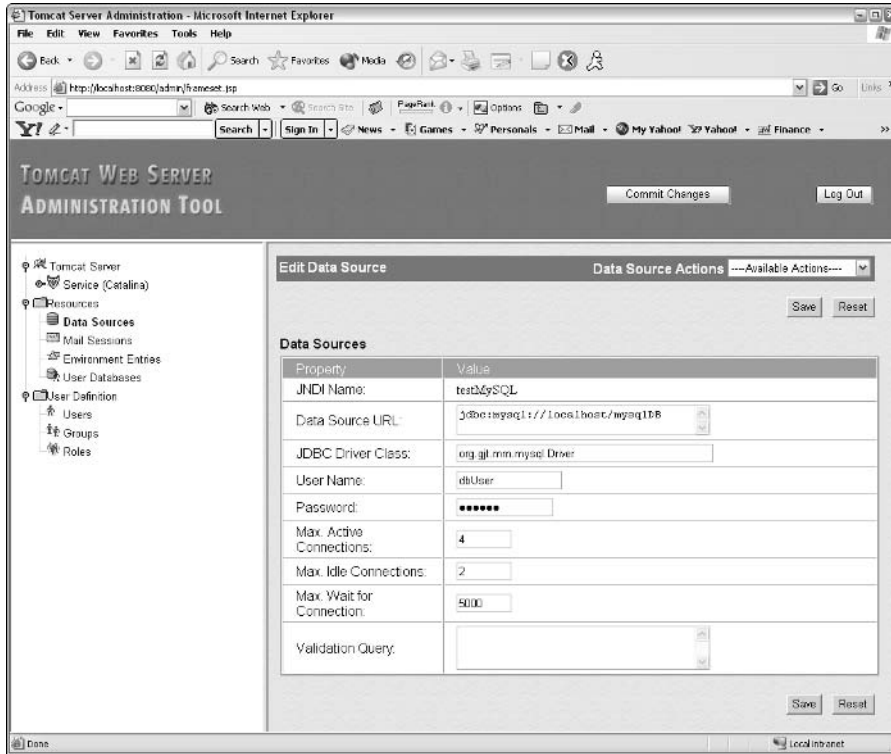 Tomcat Server Administration - Microsoft Internet Explorer
File Edit View Favorites Tools Help
Back Search Favorites Media
Address http://localhost:8080/admin/frameset.jsp Go Links
Google Search Web Search Site PageRank Options
Y! Search Sign In News Games Personals Mail My Yahoo! Yahoo! Finance »
TOMCAT WEB SERVER
ADMINISTRATION TOOL
Commit Changes Log Out
Tomcat Server
Service (Catalina)
Resources
Data Sources
Mail Sessions
Environment Entries
User Databases
User Definition
Users
Groups
Roles
Edit Data Source Data Source Actions ----Available Actions----
Save Reset
Data Sources
Property Value
JNDI Name: testMySQL
Data Source URL: jdbc:mysql://localhost/mysqlDB
JDBC Driver Class: org.gjt.mm.mysql.Driver
User Name: dbUser
Password: ●●●●●●
Max. Active
Connections: 4
Max. Idle Connections: 2
Max. Wait for
Connection: 5000
Validation Query:
Save Reset
Done Local intranet